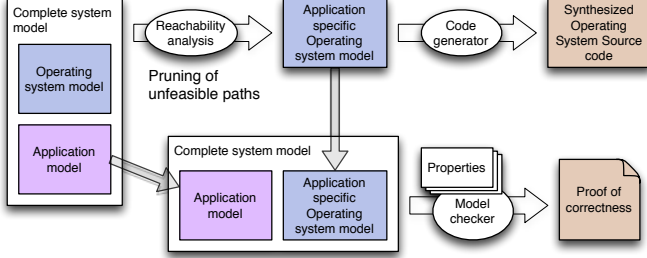 Complete system
model
Operating
system model
Application
model
Reachability
analysis
Pruning of
unfeasible paths
Application
specific
Operating
system model
Code
generator
Synthesized
Operating
System Source
code
Complete system model
Application
model
Application
specific
Operating
system model
Properties
Model
checker
Proof of
correctness